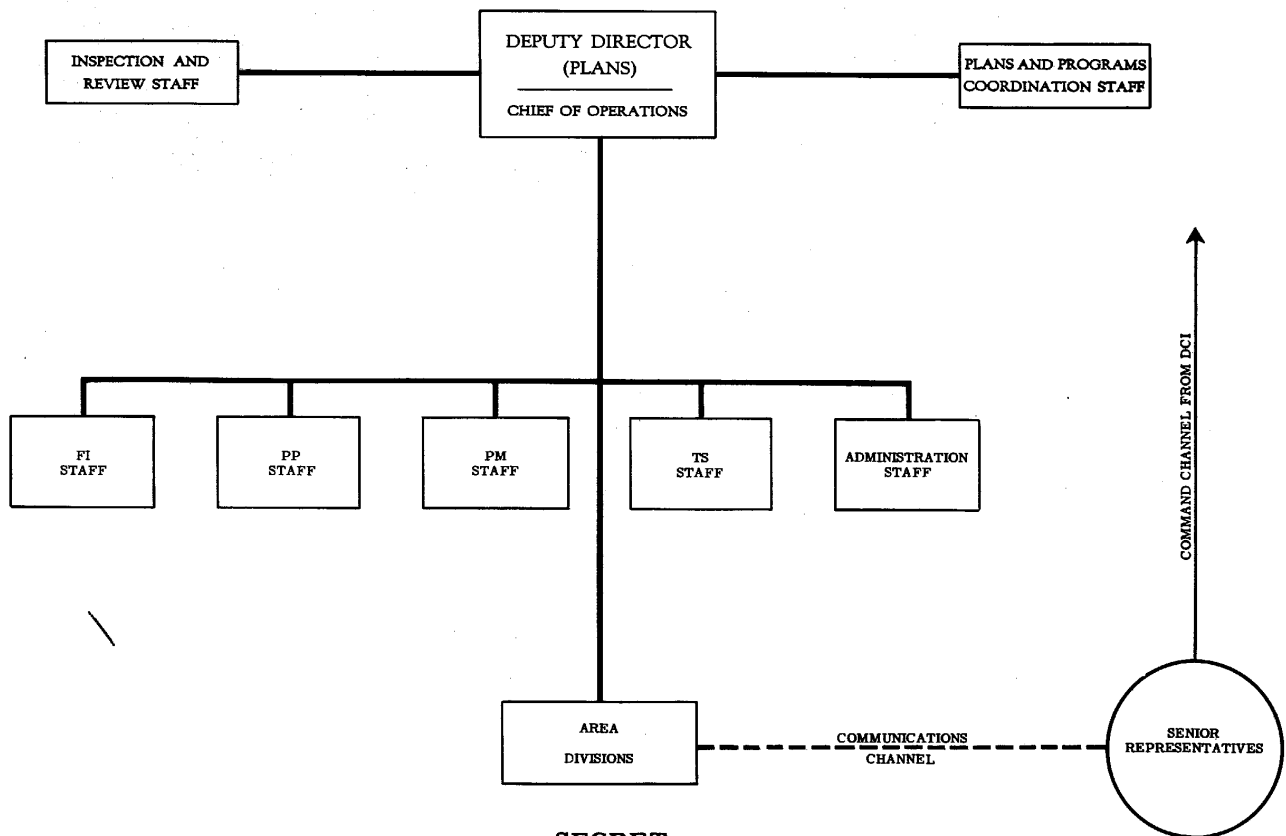 DEPUTY DIRECTOR
(PLANS)
CHIEF OF OPERATIONS
INSPECTION AND
REVIEW STAFF
PLANS AND PROGRAMS
COORDINATION STAFF
FI
STAFF
PP
STAFF
PM
STAFF
TS
STAFF
ADMINISTRATION
STAFF
COMMAND CHANNEL FROM DCI
AREA
DIVISIONS
COMMUNICATIONS
CHANNEL
SENIOR
REPRESENTATIVES
SECRET